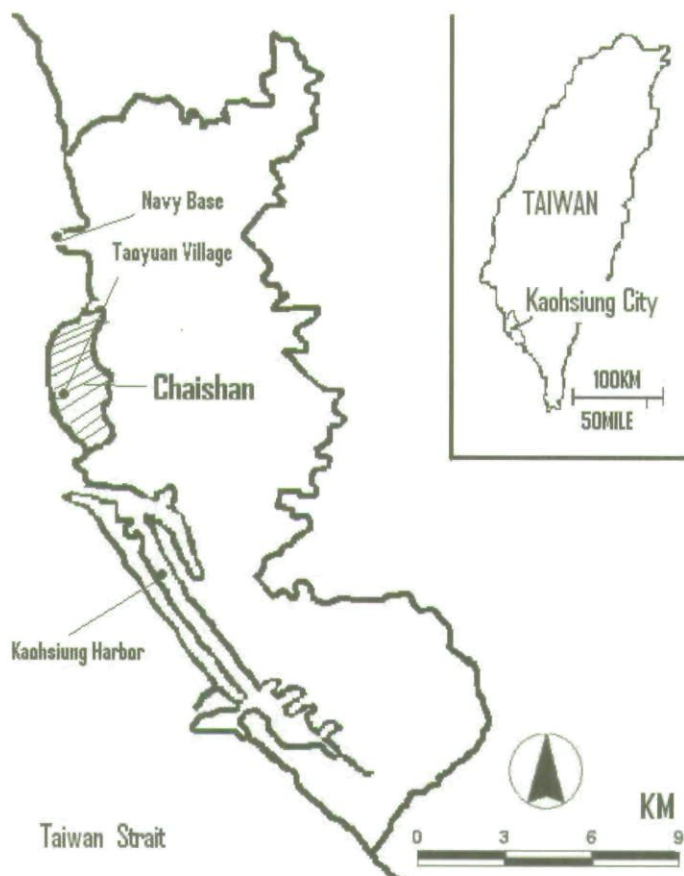 Navy Base
Taoyuan Village
Chaishan
Kaohsiung Harbor
Taiwan Strait
TAIWAN
Kaohsiung City
100KM
50MILE
KM
0 3 6 9